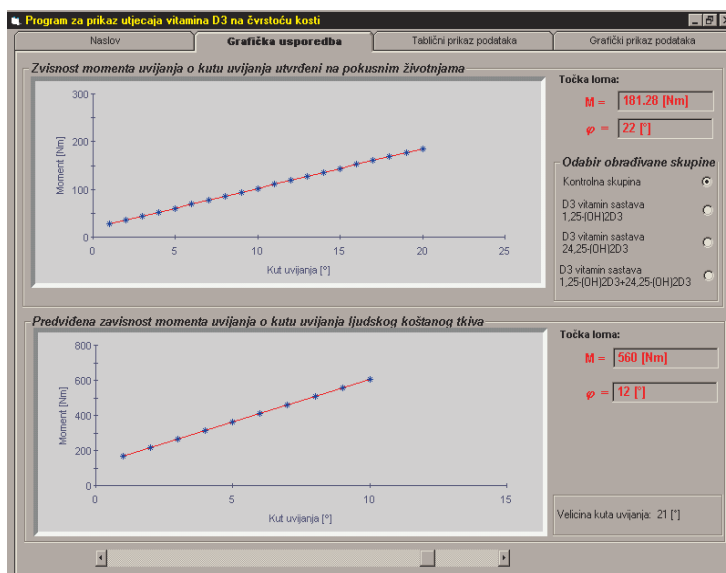 Program za prikaz utjecaja vitamina D3 na čvrstoću kosti
Naslov
Grafička usporedba
Tablični prikaz podataka
Grafički prikaz podataka
Zvisnost momenta uvijanja o kutu uvijanja utvrđeni na pokusnim životnjama
Moment [Nm]
300
200
100
0
0
5
10
15
20
25
Kut uvijanja [°]
Točka loma:
M = 181.28 [Nm]
φ = 22 [°]
Odabir obrađivane skupine
Kontrolna skupina
D3 vitamin sastava
1,25-(OH)2D3
D3 vitamin sastava
24,25-(OH)2D3
D3 vitamin sastava
1,25-(OH)2D3+24,25-(OH)2D3
Predviđena zavisnost momenta uvijanja o kutu uvijanja ljudskog koštanog tkiva
Moment [Nm]
800
600
400
200
0
0
5
10
15
Kut uvijanja [°]
Točka loma:
M = 560 [Nm]
φ = 12 [°]
Velicina kuta uvijanja: 21 [°]